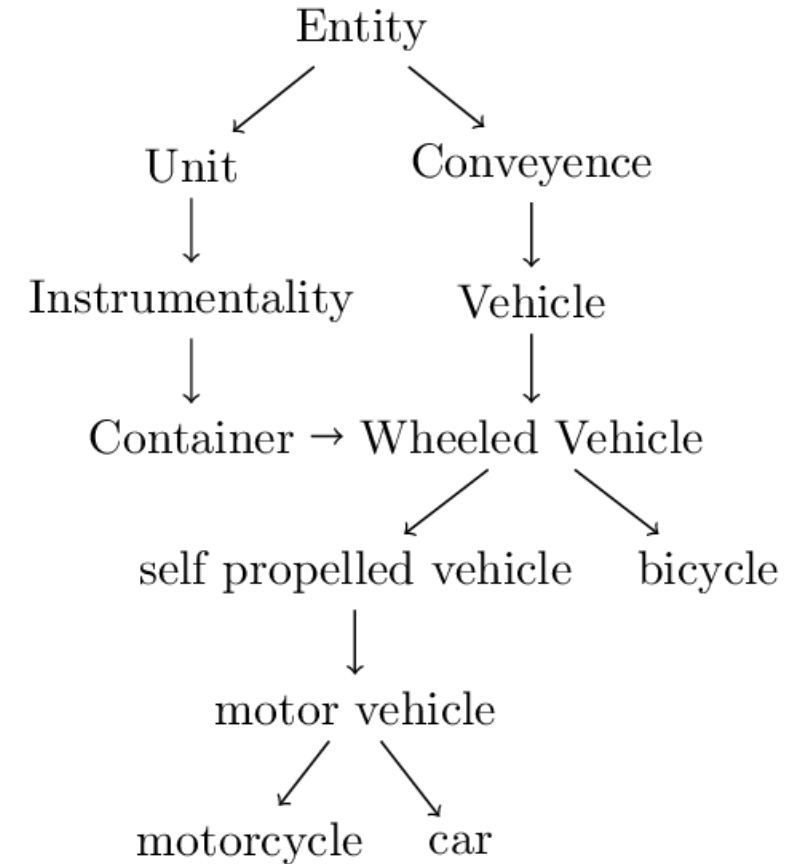 Entity
Unit Conveyence
Instrumentality Vehicle
Container → Wheeled Vehicle
self propelled vehicle bicycle
motor vehicle
motorcycle car